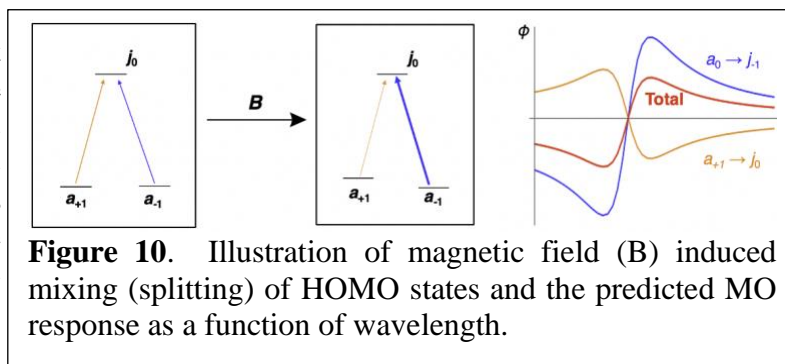 j₀
B
a₊₁
a₋₁
j₀
a₊₁
a₋₁
ϕ
a₀ → j₋₁
Total
a₊₁ → j₀
Figure 10. Illustration of magnetic field (B) induced
mixing (splitting) of HOMO states and the predicted MO
response as a function of wavelength.